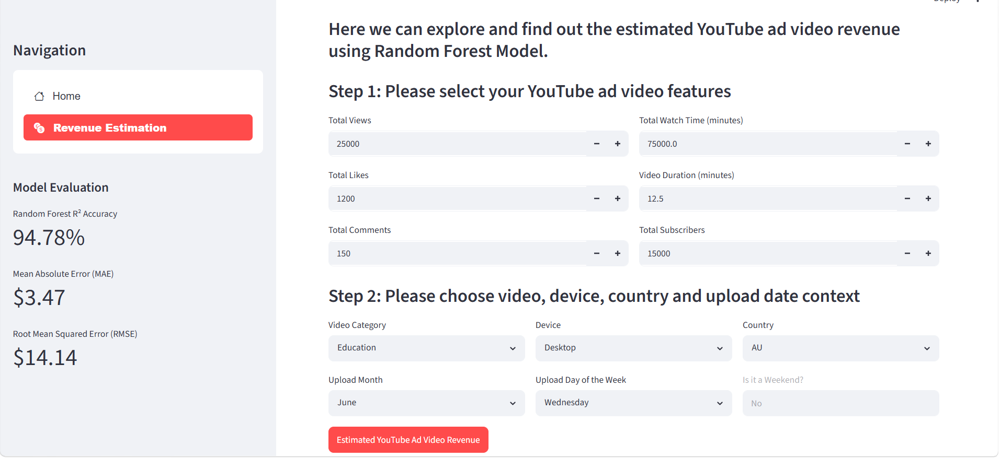 Deploy
Navigation
Home
Revenue Estimation
Model Evaluation
Random Forest R² Accuracy
94.78%
Mean Absolute Error (MAE)
$3.47
Root Mean Squared Error (RMSE)
$14.14
Here we can explore and find out the estimated YouTube ad video revenue
using Random Forest Model.
Step 1: Please select your YouTube ad video features
Total Views
25000
Total Watch Time (minutes)
75000.0
Total Likes
1200
Video Duration (minutes)
12.5
Total Comments
150
Total Subscribers
15000
Step 2: Please choose video, device, country and upload date context
Video Category
Education
Device
Desktop
Country
AU
Upload Month
June
Upload Day of the Week
Wednesday
Is it a Weekend?
No
Estimated YouTube Ad Video Revenue